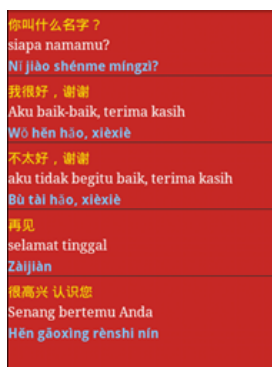 你叫什么名字？
siapa namamu?
Nǐ jiào shénme míngzì?
我很好，谢谢
Aku baik-baik, terima kasih
Wǒ hěn hǎo, xièxiè
不太好，谢谢
aku tidak begitu baik, terima kasih
Bù tài hǎo, xièxiè
再见
selamat tinggal
Zàijiàn
很高兴 认识您
Senang bertemu Anda
Hěn gāoxìng rènshi nín